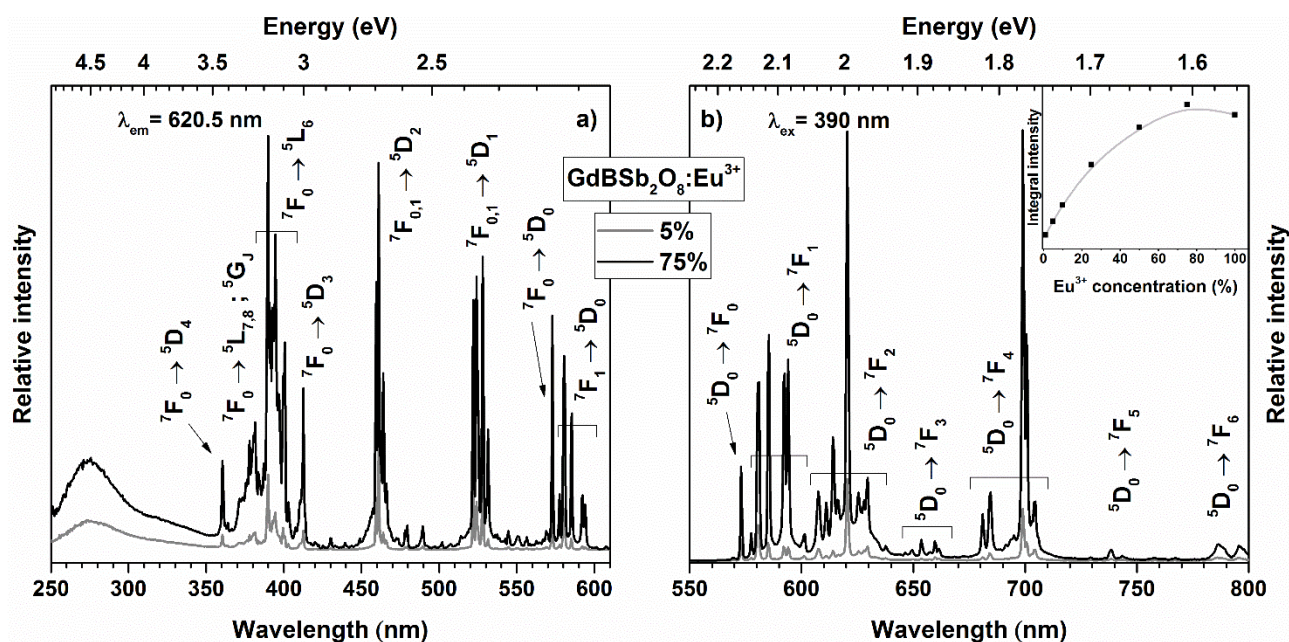 Energy (eV)
4.5 4 3.5 3 2.5
λem= 620.5 nm
a)
⁷F₀→⁵D₄
⁷F₀→⁵L₇,₈ ; ⁵G_J
⁷F₀→⁵L₆
⁷F₀→⁵D₃
⁷F₀,₁→⁵D₂
⁷F₀,₁→⁵D₁
⁷F₀→⁵D₀
⁷F₁→⁵D₀
Relative intensity
250 300 350 400 450 500 550 600
Wavelength (nm)
GdBSb₂O₈:Eu³⁺
5%
75%
Energy (eV)
2.2 2.1 2 1.9 1.8 1.7 1.6
b)
λex= 390 nm
⁵D₀→⁷F₀
⁵D₀→⁷F₁
⁵D₀→⁷F₂
⁵D₀→⁷F₃
⁵D₀→⁷F₄
⁵D₀→⁷F₅
⁵D₀→⁷F₆
Integral intensity
0 20 40 60 80 100
Eu³⁺ concentration (%)
Relative intensity
550 600 650 700 750 800
Wavelength (nm)